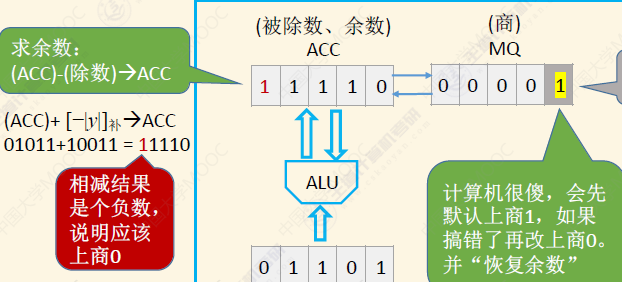 求余数：
(ACC)-(除数)→ACC
(ACC)+ [−|y|]补→ACC
01011+10011 = 11110
相减结果
是个负数，
说明应该
上商0
(被除数、余数)
ACC
(商)
MQ
1 1 1 1 0
0 0 0 0 1
ALU
0 1 1 0 1
计算机很傻，会先
默认上商1，如果
搞错了再改上商0。
并“恢复余数”